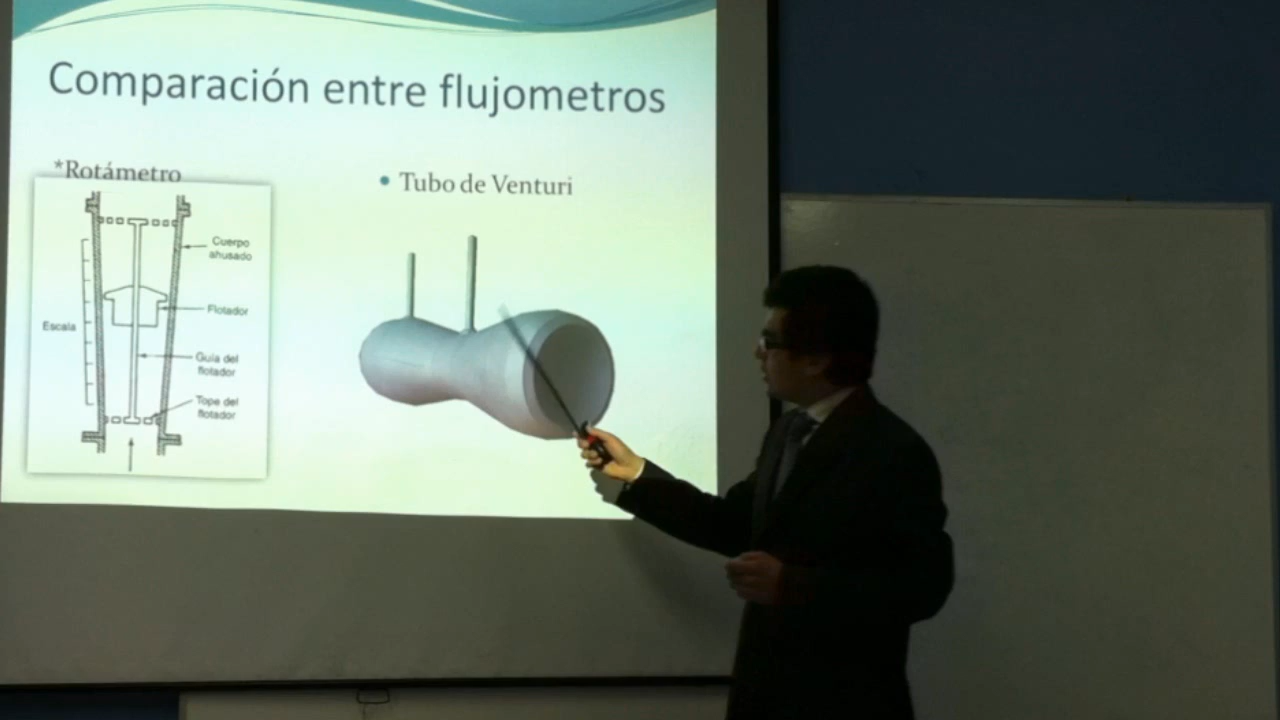 Comparación entre flujometros
*Rotámetro
• Tubo de Venturi
Cuerpo
ahusado
Flotador
Escala
Guía del
flotador
Tope del
flotador